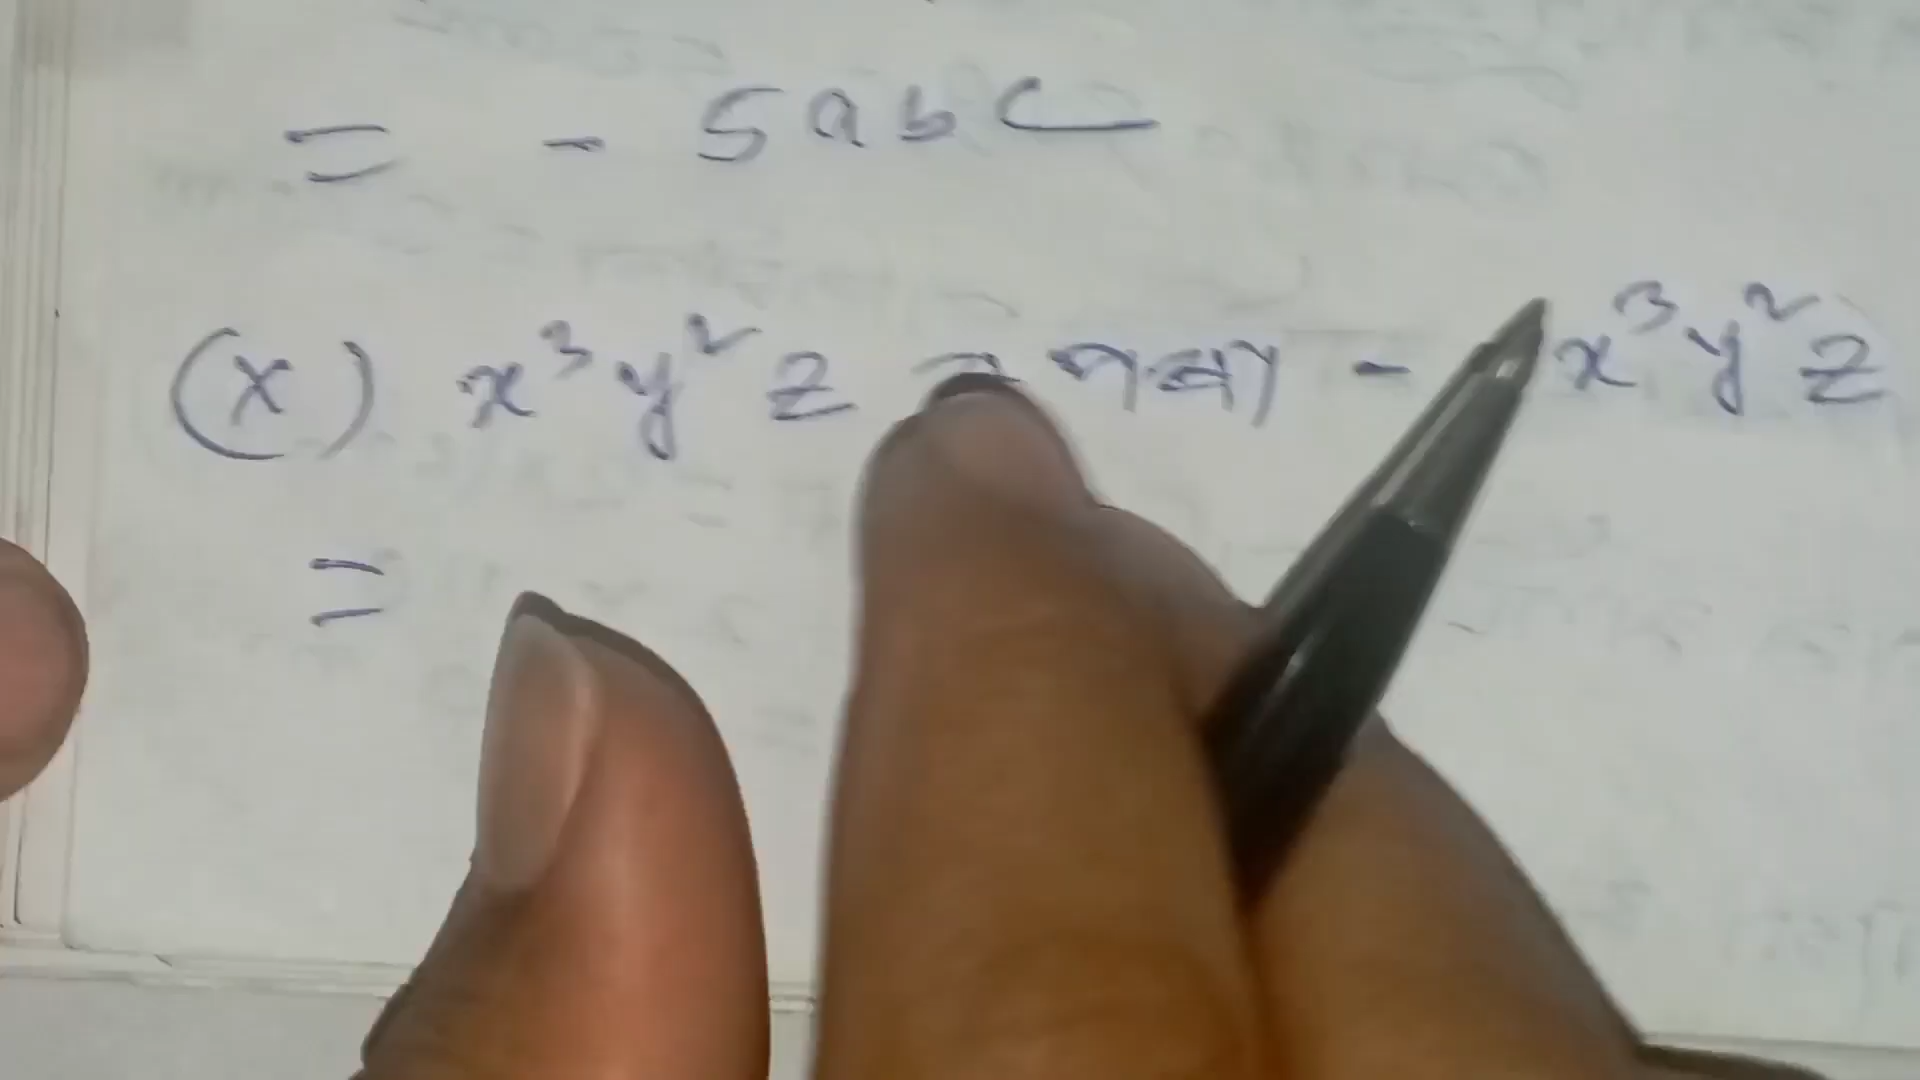 = - 5abc
(x) x³y²z - x³y²z
=